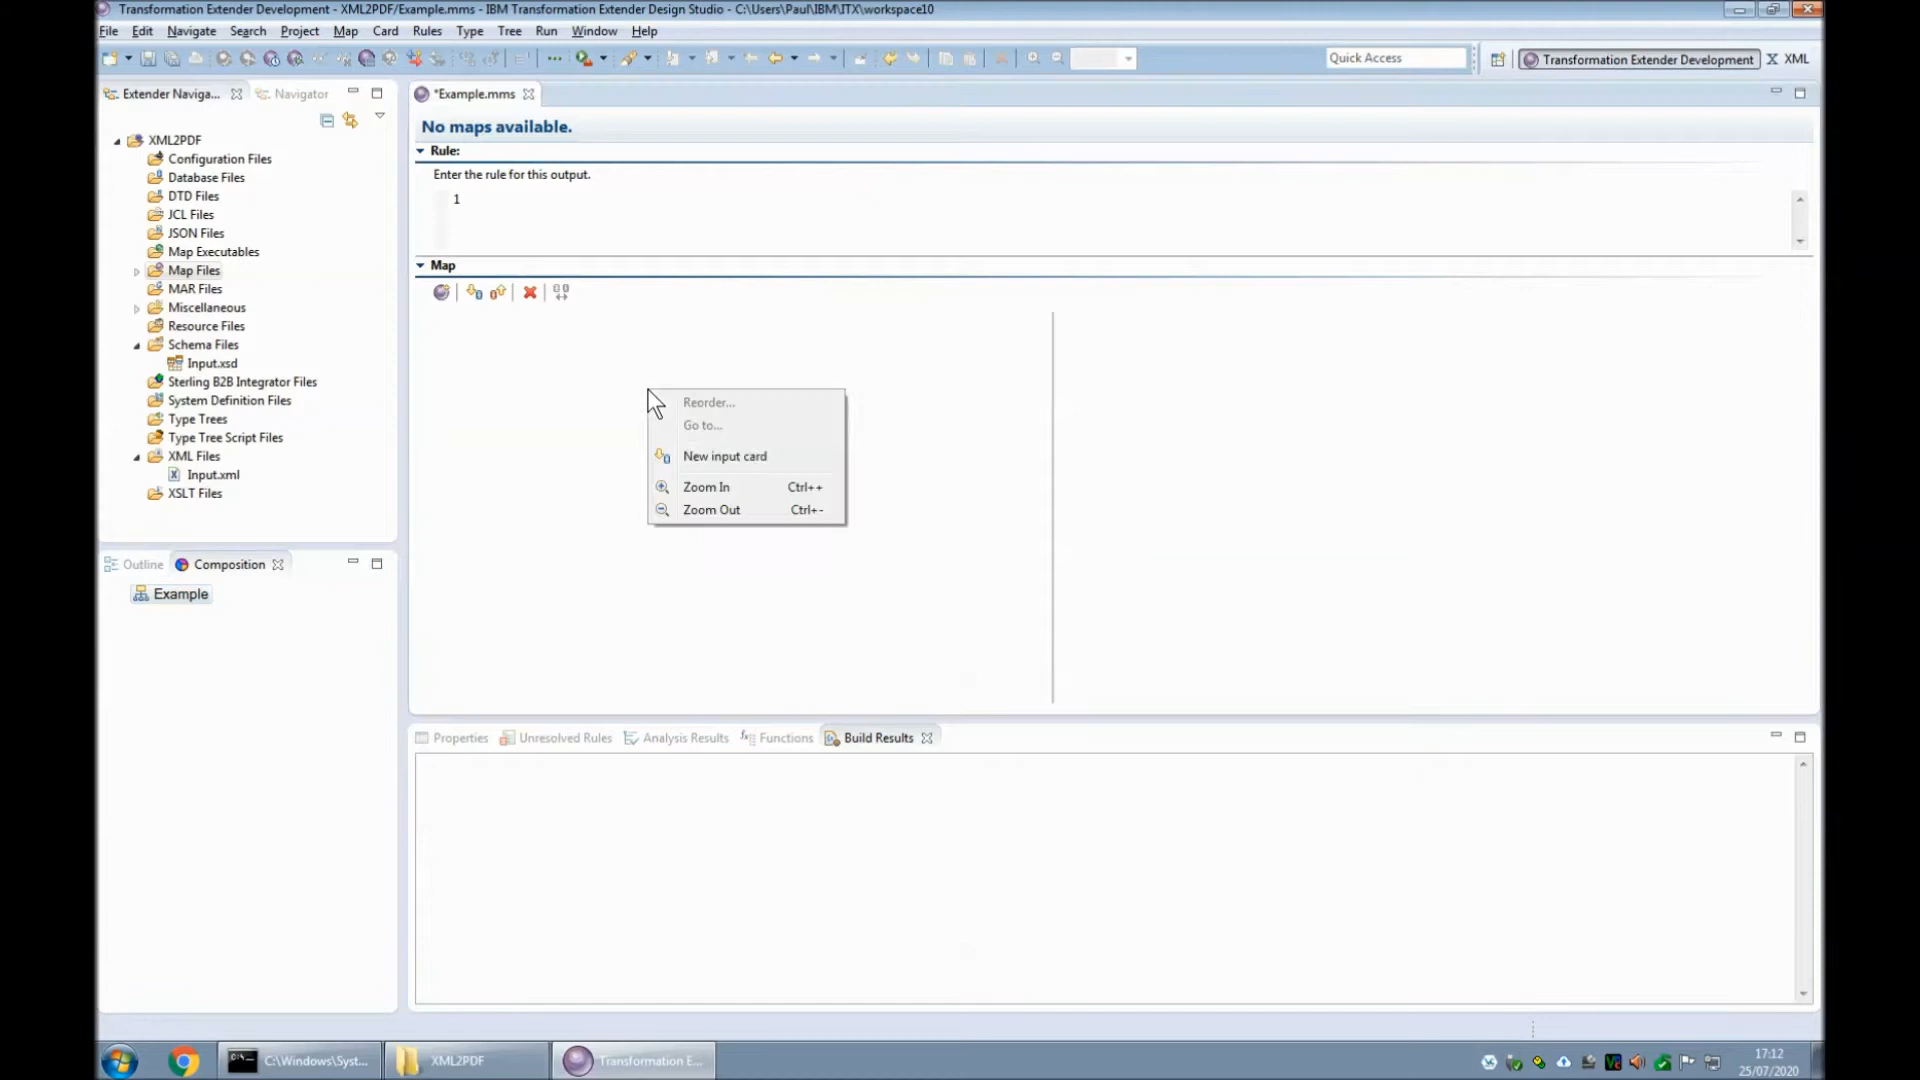 Transformation Extender Development - XML2PDF/Example.mms - IBM Transformation Extender Design Studio - C:\Users\Paul\IBM\ITX\workspace10
File Edit Navigate Search Project Map Card Rules Type Tree Run Window Help
Quick Access
Transformation Extender Development
XML
Extender Naviga...
Navigator
XML2PDF
Configuration Files
Database Files
DTD Files
JCL Files
JSON Files
Map Executables
Map Files
MAR Files
Miscellaneous
Resource Files
Schema Files
Input.xsd
Sterling B2B Integrator Files
System Definition Files
Type Trees
Type Tree Script Files
XML Files
Input.xml
XSLT Files
Outline
Composition
Example
*Example.mms
No maps available.
Rule:
Enter the rule for this output.
1
Map
Reorder...
Go to...
New input card
Zoom In Ctrl++
Zoom Out Ctrl+-
Properties
Unresolved Rules
Analysis Results
Functions
Build Results
C:\Windows\Syst...
XML2PDF
Transformation E...
17:12
25/07/2020